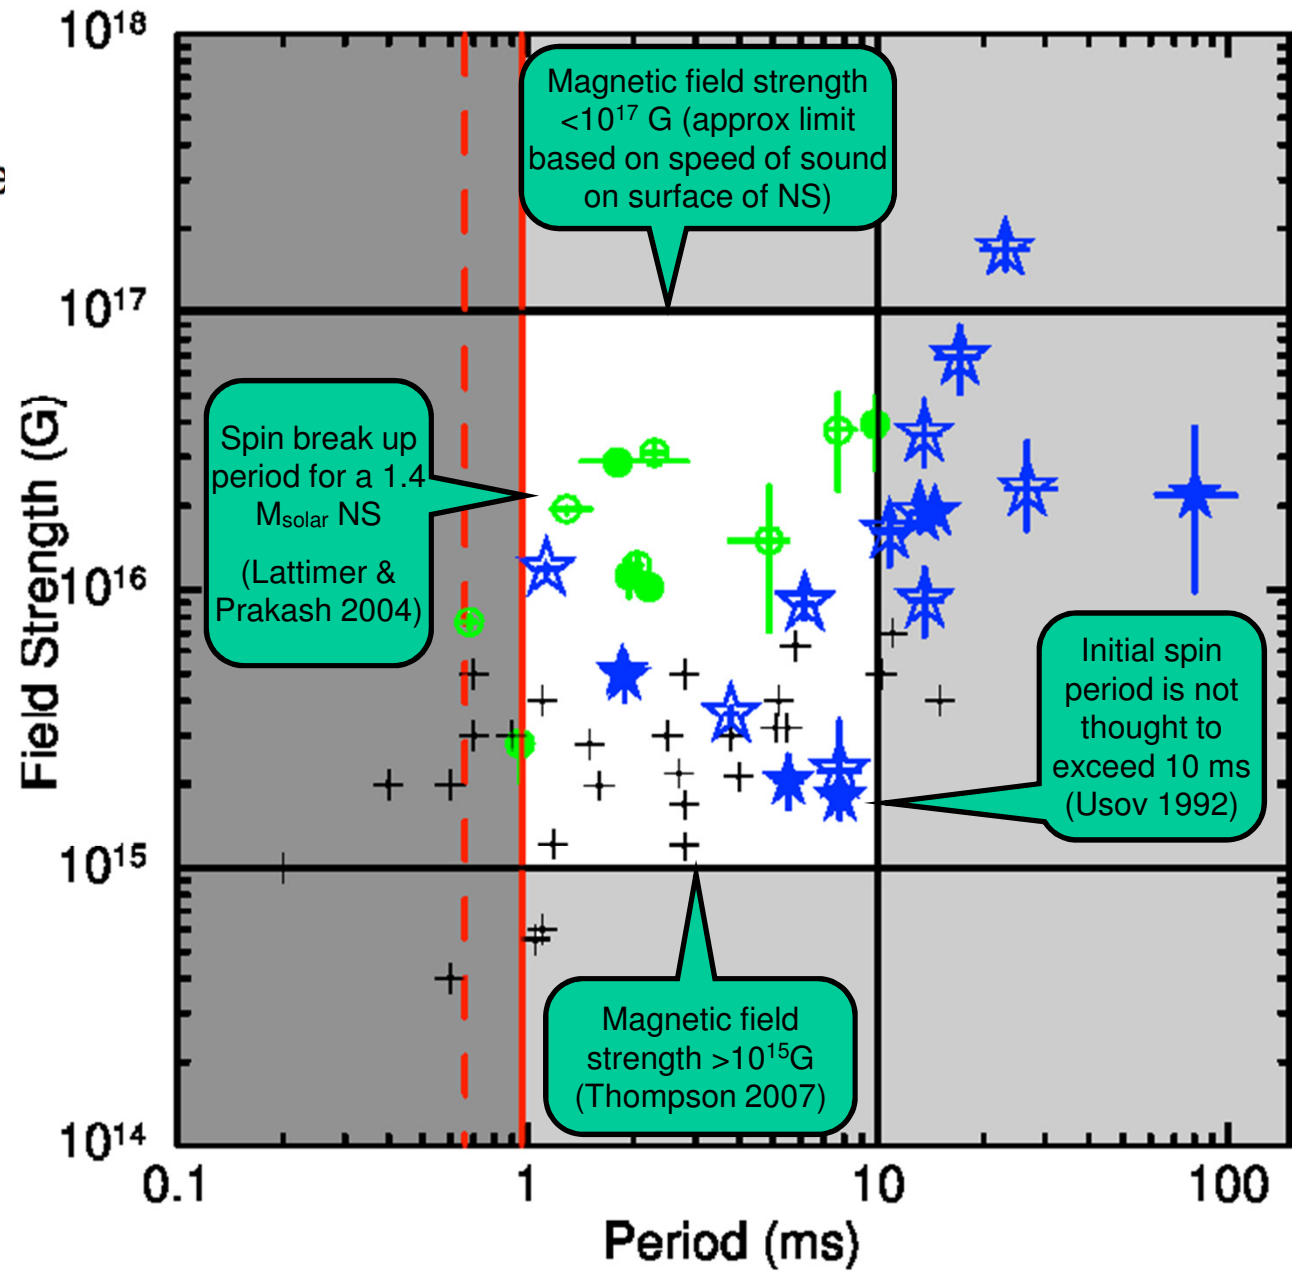 10¹⁸
Magnetic field strength
<10¹⁷ G (approx limit
based on speed of sound
on surface of NS)
10¹⁷
Spin break up
period for a 1.4
Msolar NS
(Lattimer &
Prakash 2004)
10¹⁶
Initial spin
period is not
thought to
exceed 10 ms
(Usov 1992)
10¹⁵
Magnetic field
strength >10¹⁵G
(Thompson 2007)
10¹⁴
Field Strength (G)
0.1 1 10 100
Period (ms)